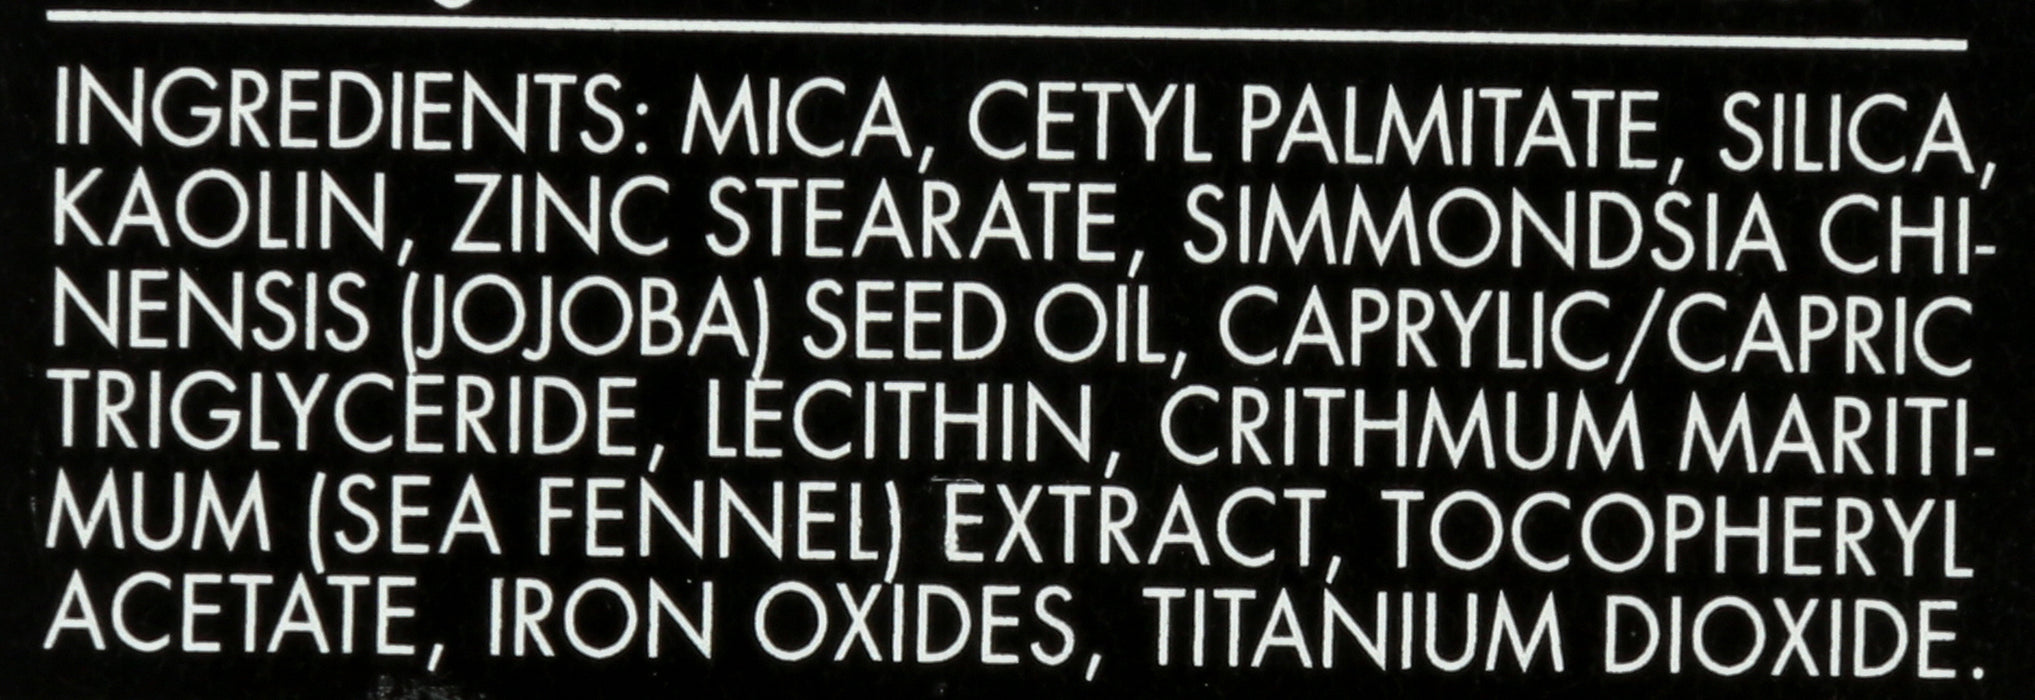 INGREDIENTS: MICA, CETYL PALMITATE, SILICA,
KAOLIN, ZINC STEARATE, SIMMONDSIA CHI-
NENSIS (JOJOBA) SEED OIL, CAPRYLIC/CAPRIC
TRIGLYCERIDE, LECITHIN, CRITHMUM MARITI-
MUM (SEA FENNEL) EXTRACT, TOCOPHERYL
ACETATE, IRON OXIDES, TITANIUM DIOXIDE.